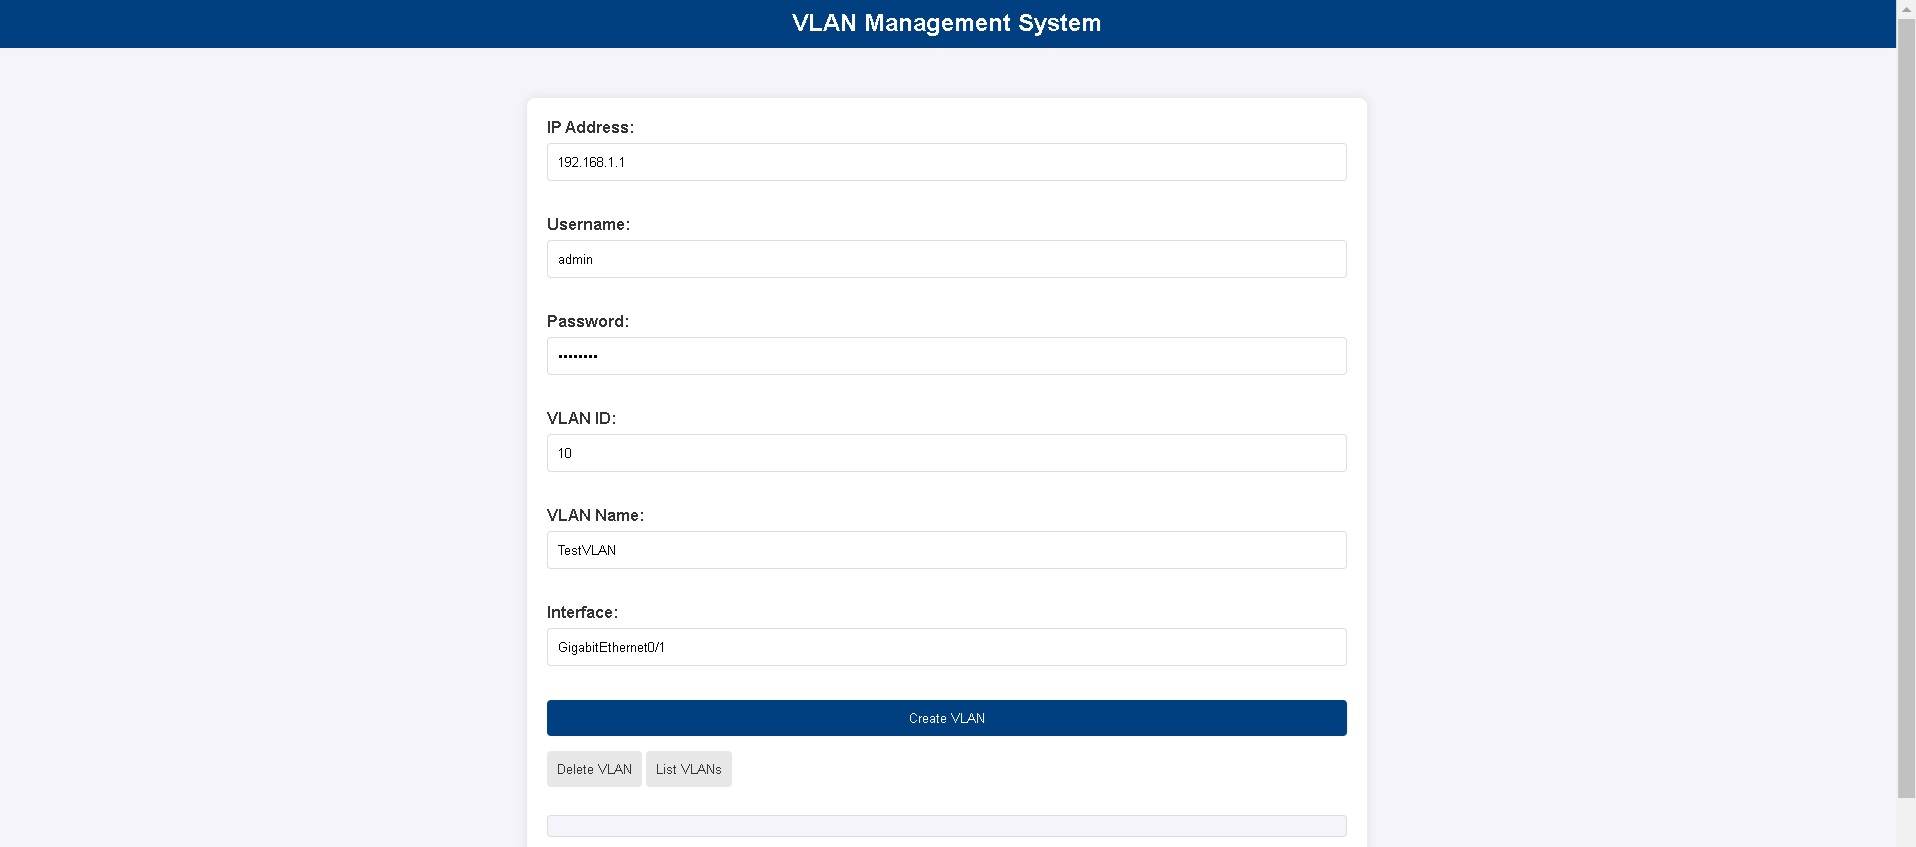 VLAN Management System
IP Address:
192.168.1.1
Username:
admin
Password:
••••••••
VLAN ID:
10
VLAN Name:
TestVLAN
Interface:
GigabitEthernet0/1
Create VLAN
Delete VLAN List VLANs